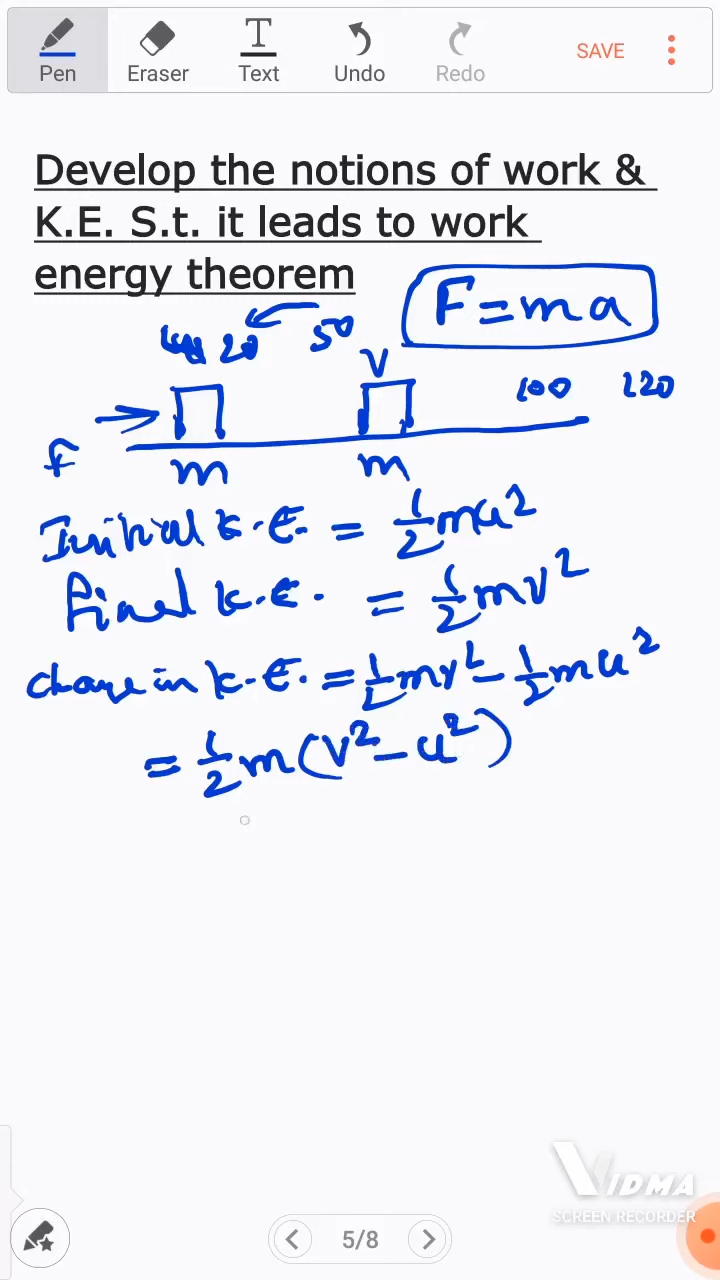 Pen Eraser Text Undo Redo SAVE
Develop the notions of work &
K.E. S.t. it leads to work
energy theorem
F=ma
20 50
V
100 120
F
m m
Initial K.E. = 1/2 mu²
Final K.E. = 1/2 mv²
Change in K.E. = 1/2 mv² - 1/2 mu²
= 1/2 m(v² - u²)
5/8
VIDMA
SCREEN RECORDER